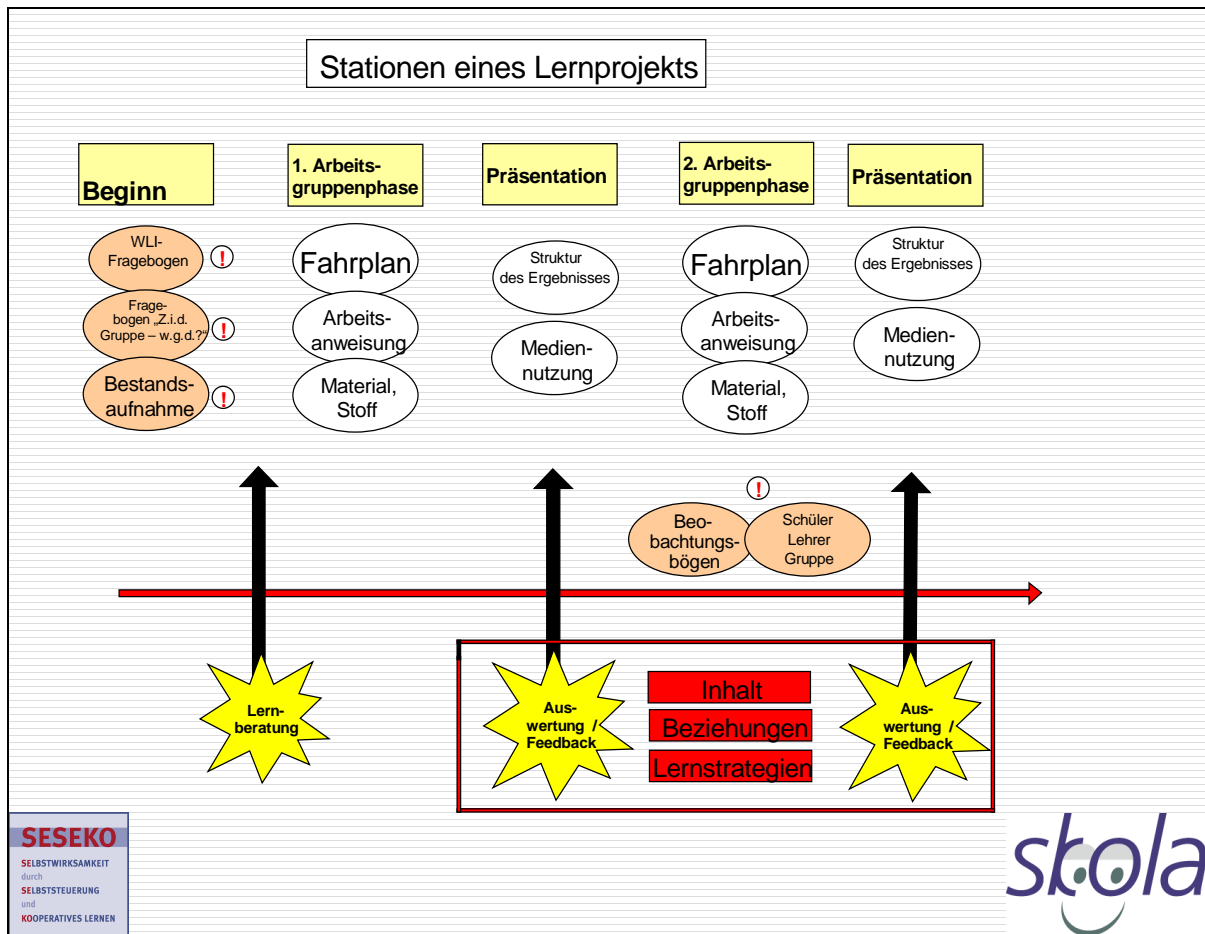 Stationen eines Lernprojekts
Beginn
1. Arbeits-
gruppenphase
Präsentation
2. Arbeits-
gruppenphase
Präsentation
WLI-
Fragebogen
!
Frage-
bogen „Z.i.d.
Gruppe – w.g.d.?“
!
Bestands-
aufnahme
!
Fahrplan
Arbeits-
anweisung
Material,
Stoff
Struktur
des Ergebnisses
Medien-
nutzung
Fahrplan
Arbeits-
anweisung
Material,
Stoff
Struktur
des Ergebnisses
Medien-
nutzung
!
Beo-
bachtungs-
bögen
Schüler
Lehrer
Gruppe
Lern-
beratung
Aus-
wertung /
Feedback
Inhalt
Beziehungen
Lernstrategien
Aus-
wertung /
Feedback
SESEKO
SELBSTWIRKSAMKEIT
durch
SELBSTSTEUERUNG
und
KOOPERATIVES LERNEN
skola